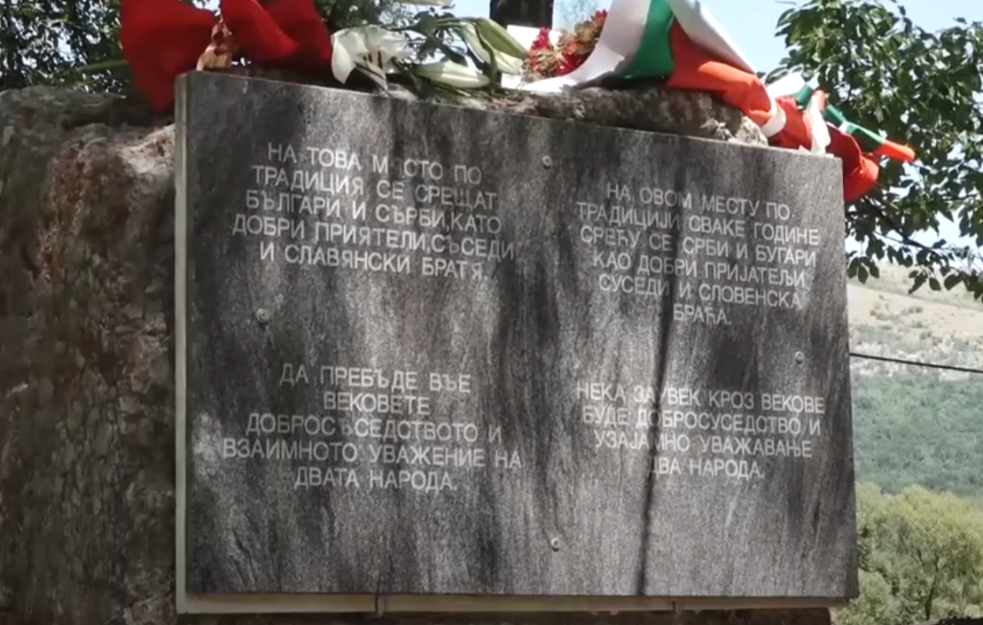 НА ТОВА МЯСТО ПО
ТРАДИЦИЯ СЕ СРЕЩАТ
БЪЛГАРИ И СЪРБИ, КАТО
ДОБРИ ПРИЯТЕЛИ, СЪСЕДИ
И СЛАВЯНСКИ БРАТЯ.
ДА ПРЕБЪДЕ ВЪВ
ВЕКОВЕТЕ
ДОБРОСЪСЕДСТВОТО И
ВЗАИМНОТО УВАЖЕНИЕ НА
ДВАТА НАРОДА.
НА ОВОМ МЕСТУ ПО
ТРАДИЦИЈИ СВАКЕ ГОДИНЕ
СРЕЋУ СЕ СРБИ И БУГАРИ
КАО ДОБРИ ПРИЈАТЕЉИ,
СУСЕДИ И СЛОВЕНСКА
БРАЋА.
НЕКА ЗАУВЕК КРОЗ ВЕКОВЕ
БУДЕ ДОБРОСУСЕДСТВО И
УЗАЈАМНО УВАЖАВАЊЕ
ДВА НАРОДА.